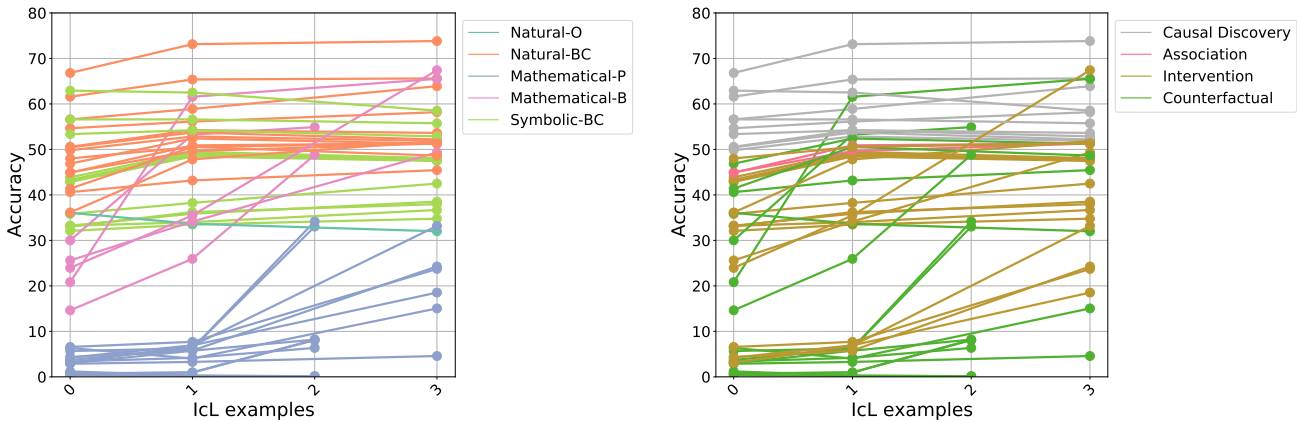 80
70
60
50
40
30
20
10
0
Accuracy
0
1
2
3
IcL examples
Natural-O
Natural-BC
Mathematical-P
Mathematical-B
Symbolic-BC
80
70
60
50
40
30
20
10
0
Accuracy
0
1
2
3
IcL examples
Causal Discovery
Association
Intervention
Counterfactual